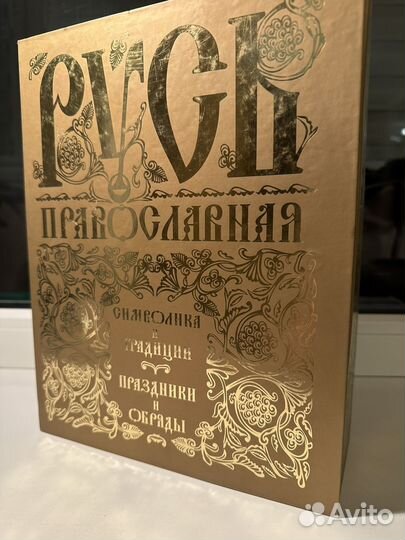 РУСЬ
ПРАВОСЛАВНАЯ
СИМВОЛИКА
И
ТРАДИЦИИ
ПРАЗДНИКИ
И
ОБРЯДЫ
Avito